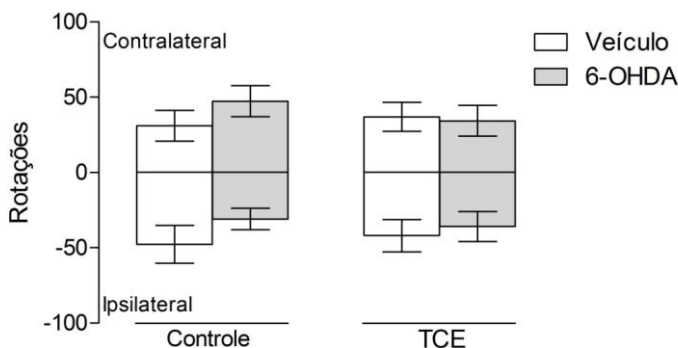 100
Contralateral
Veículo
6-OHDA
50
Rotações
0
-50
Ipsilateral
-100
Controle
TCE